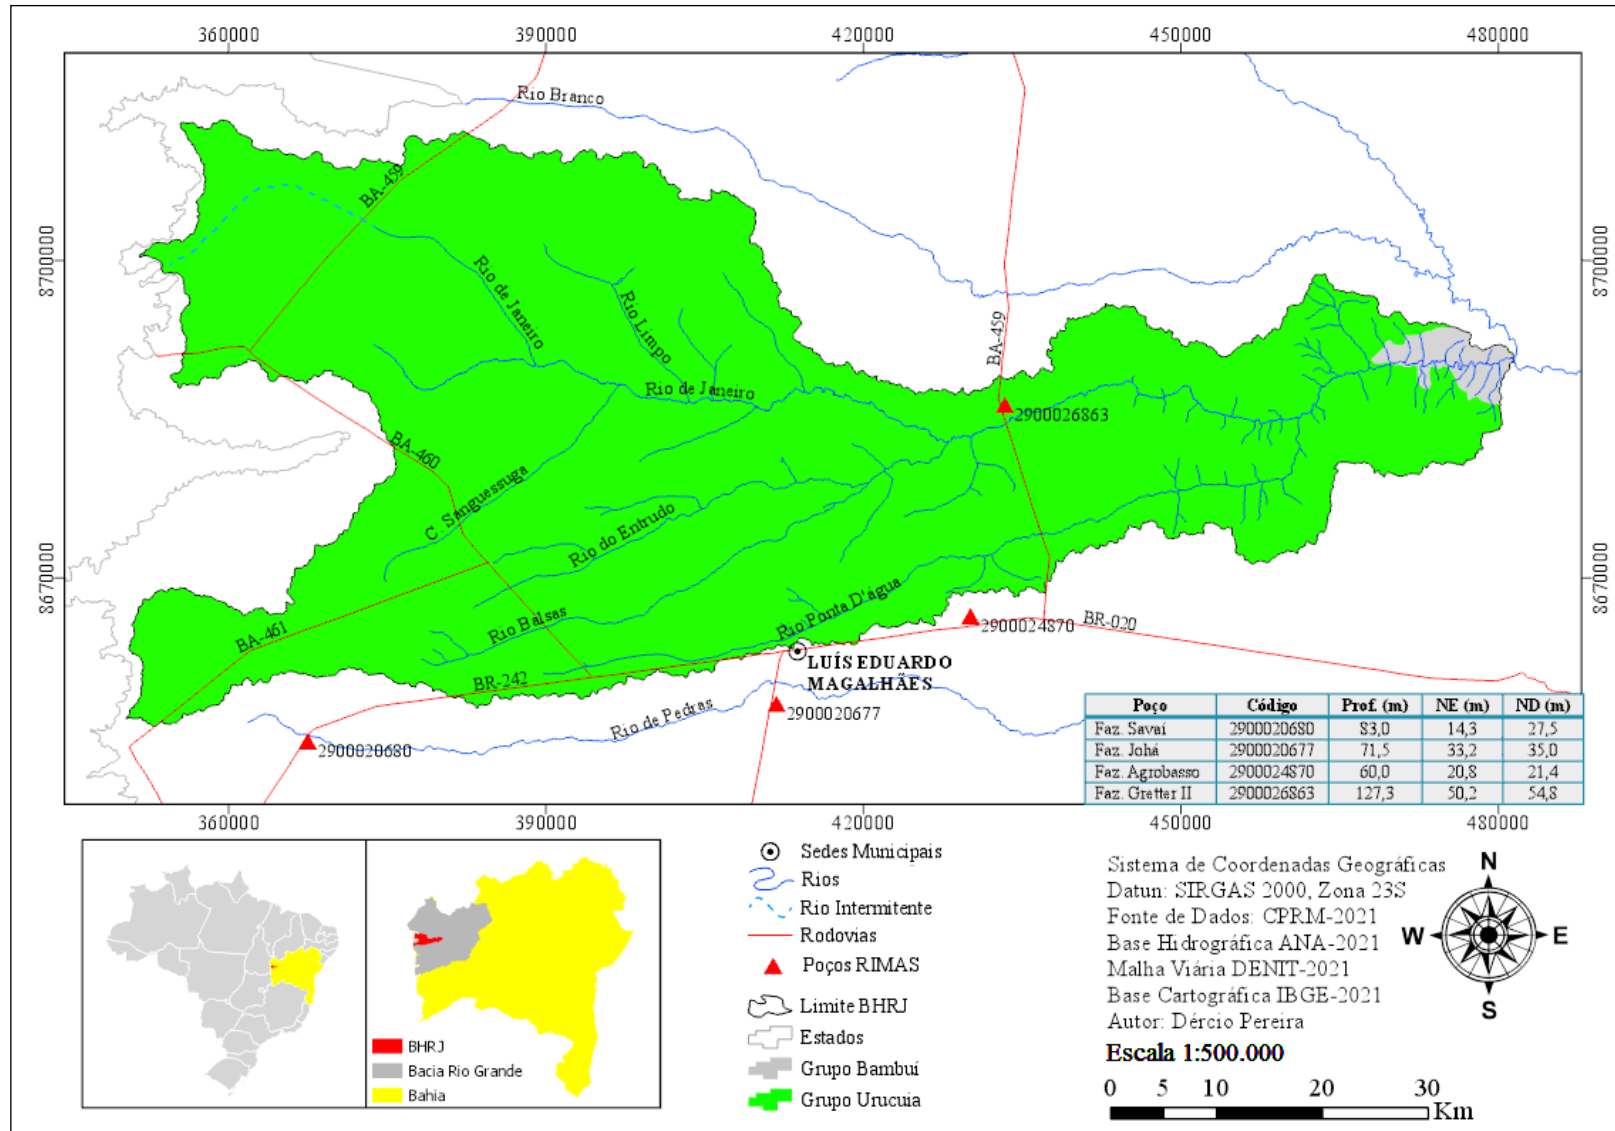 360000
390000
420000
450000
480000
Rio Branco
BA-459
8700000
8700000
Rio de Janeiro
Rio Limpo
BA-459
Rio de Janeiro
2900026863
BA-460
C. Sanguessuga
Rio do Entrudo
8670000
8670000
BA-461
Rio Balsas
Rio Ponta D'água
2900024870
BR-020
BR-242
LUÍS EDUARDO
MAGALHÃES
Rio de Pedras
2900020677
2900020680
Poço Código Prof. (m) NE (m) ND (m)
Faz. Savaí 2900020680 83,0 14,3 27,5
Faz. Johá 2900020677 71,5 33,2 35,0
Faz. Agrobasso 2900024870 60,0 20,8 21,4
Faz. Gretter II 2900026863 127,3 50,2 54,8
360000
390000
420000
450000
480000
BHRJ
Bacia Rio Grande
Bahia
Sedes Municipais
Rios
Rio Intermitente
Rodovias
Poços RIMAS
Limite BHRJ
Estados
Grupo Bambuí
Grupo Urucuia
Sistema de Coordenadas Geográficas
Datun: SIRGAS 2000, Zona 23S
Fonte de Dados: CPRM-2021
Base Hidrográfica ANA-2021
Malha Viária DENIT-2021
Base Cartográfica IBGE-2021
Autor: Dércio Pereira
Escala 1:500.000
N
W
E
S
0 5 10 20 30
Km